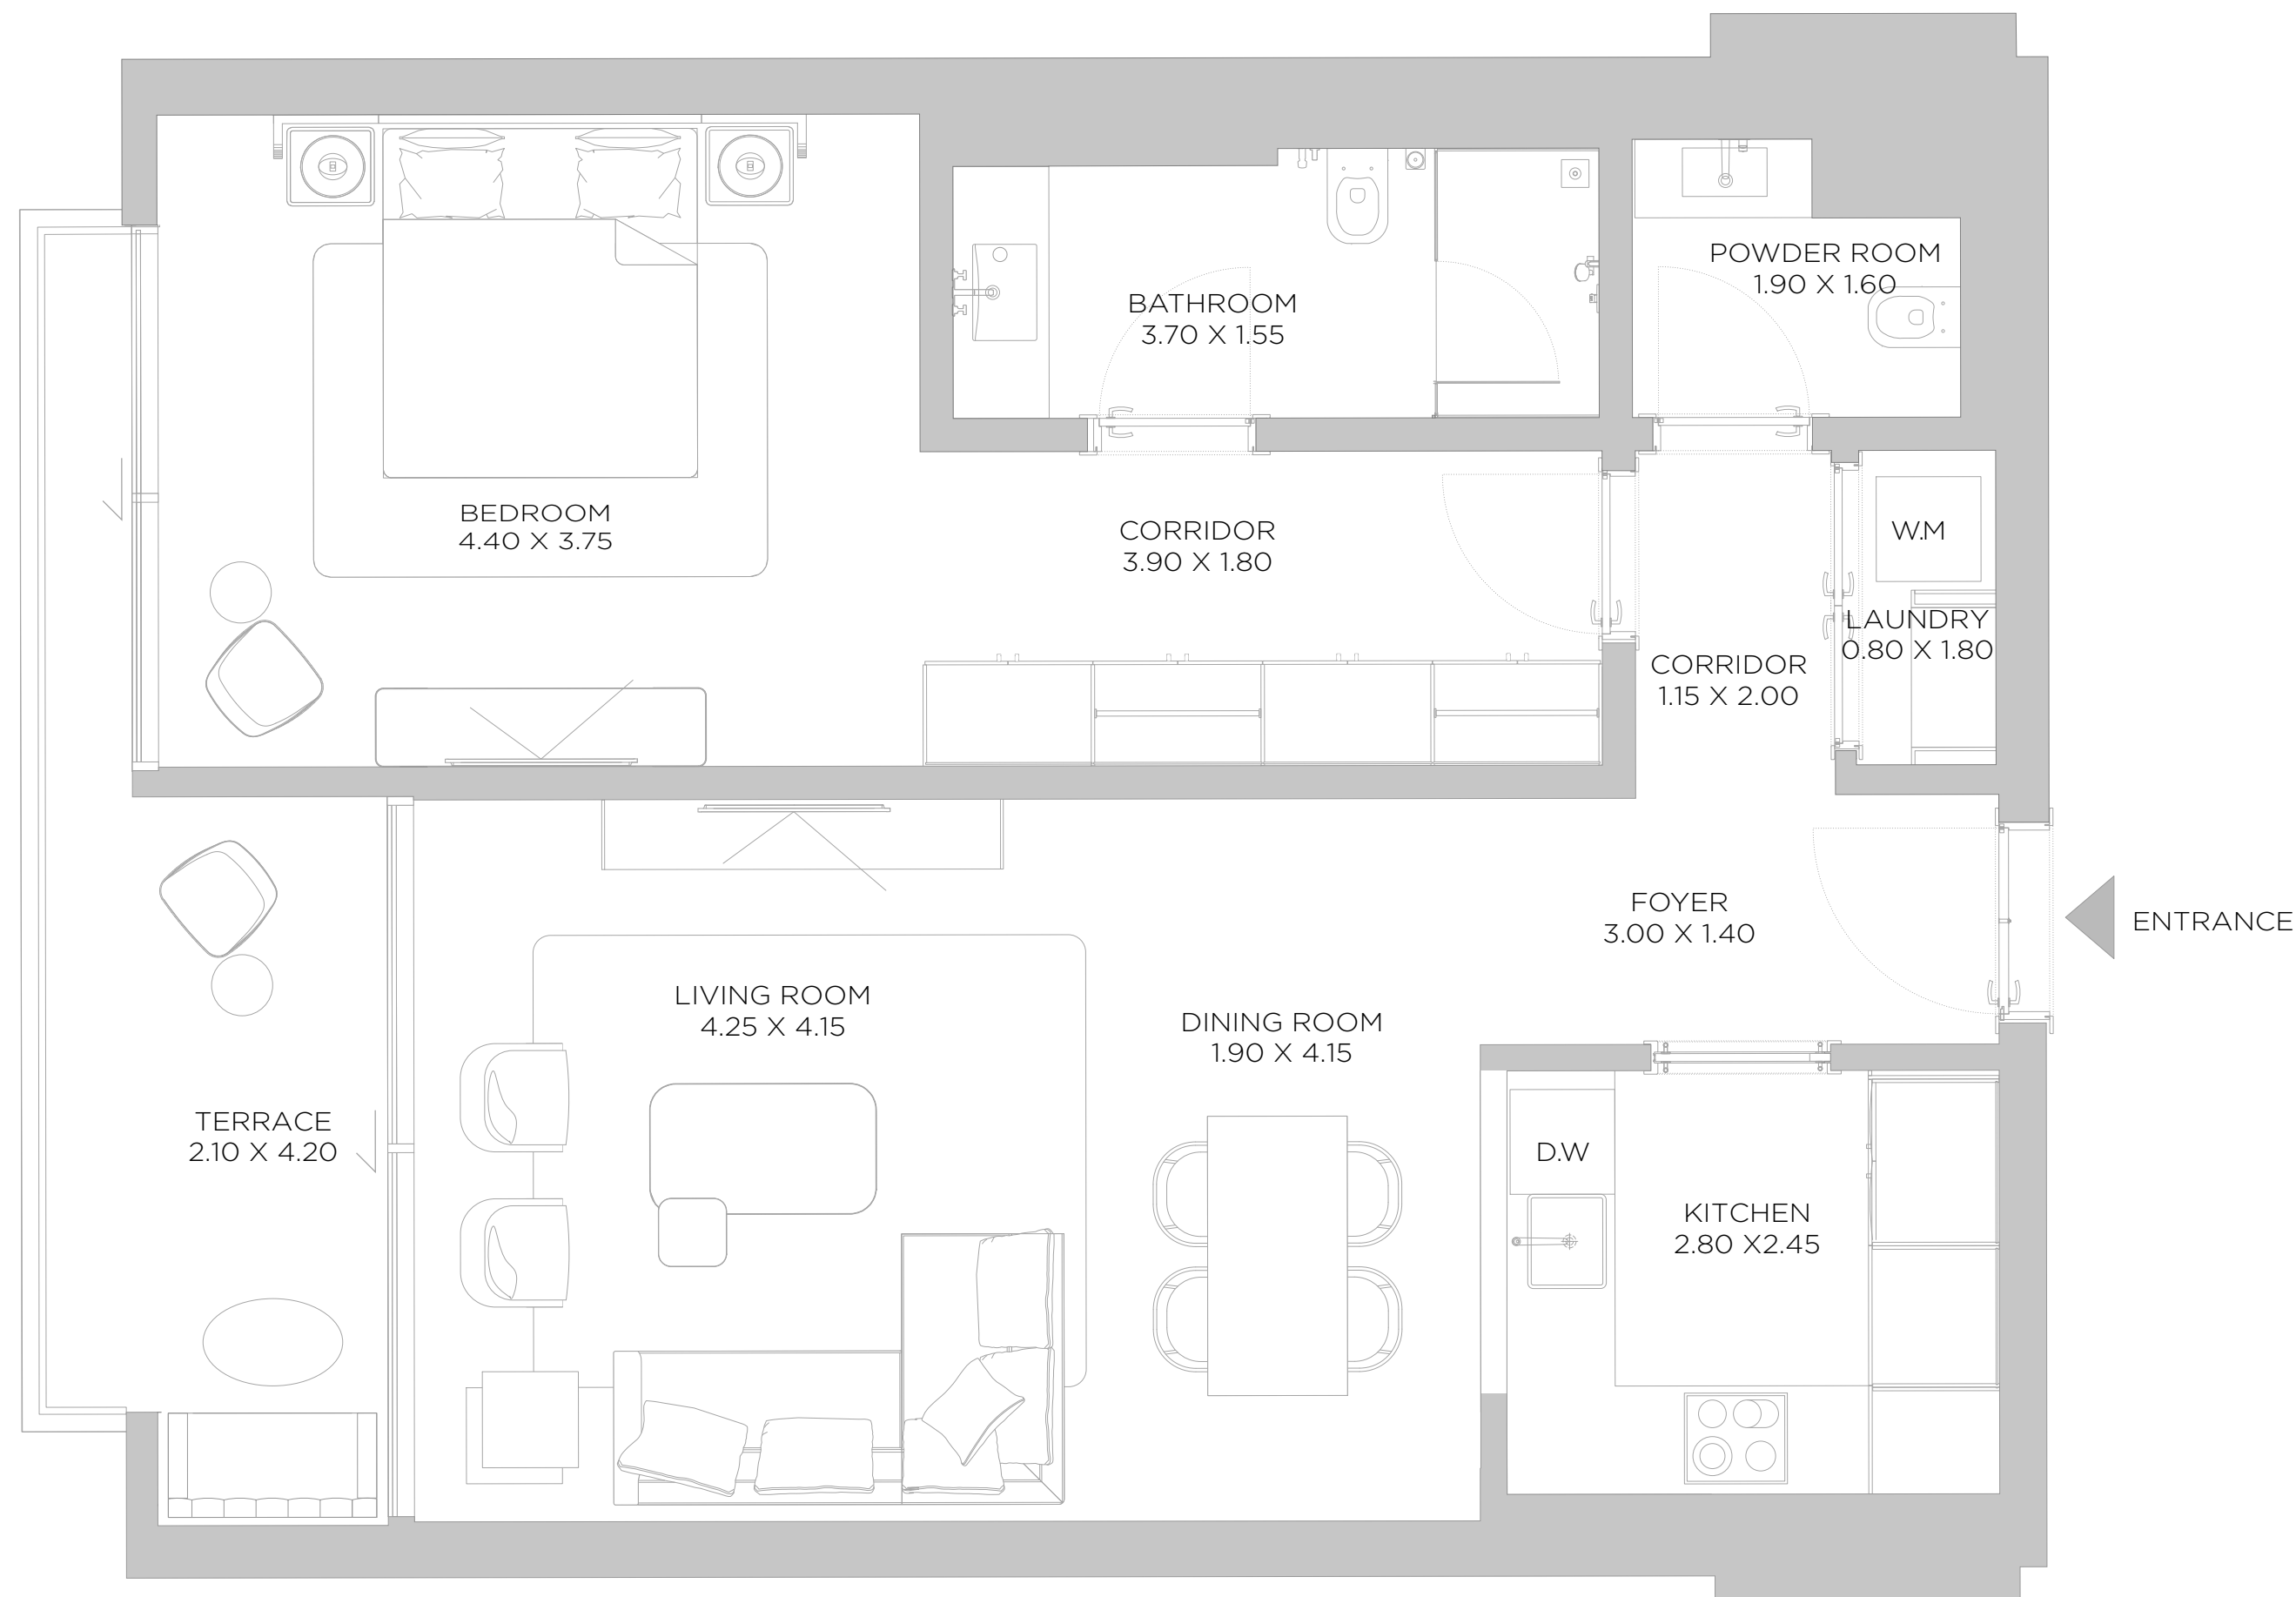 POWDER ROOM
1.90 X 1.60
BATHROOM
3.70 X 1.55
BEDROOM
4.40 X 3.75
CORRIDOR
3.90 X 1.80
W.M
LAUNDRY
0.80 X 1.80
CORRIDOR
1.15 X 2.00
FOYER
3.00 X 1.40
ENTRANCE
LIVING ROOM
4.25 X 4.15
DINING ROOM
1.90 X 4.15
TERRACE
2.10 X 4.20
D.W
KITCHEN
2.80 X2.45